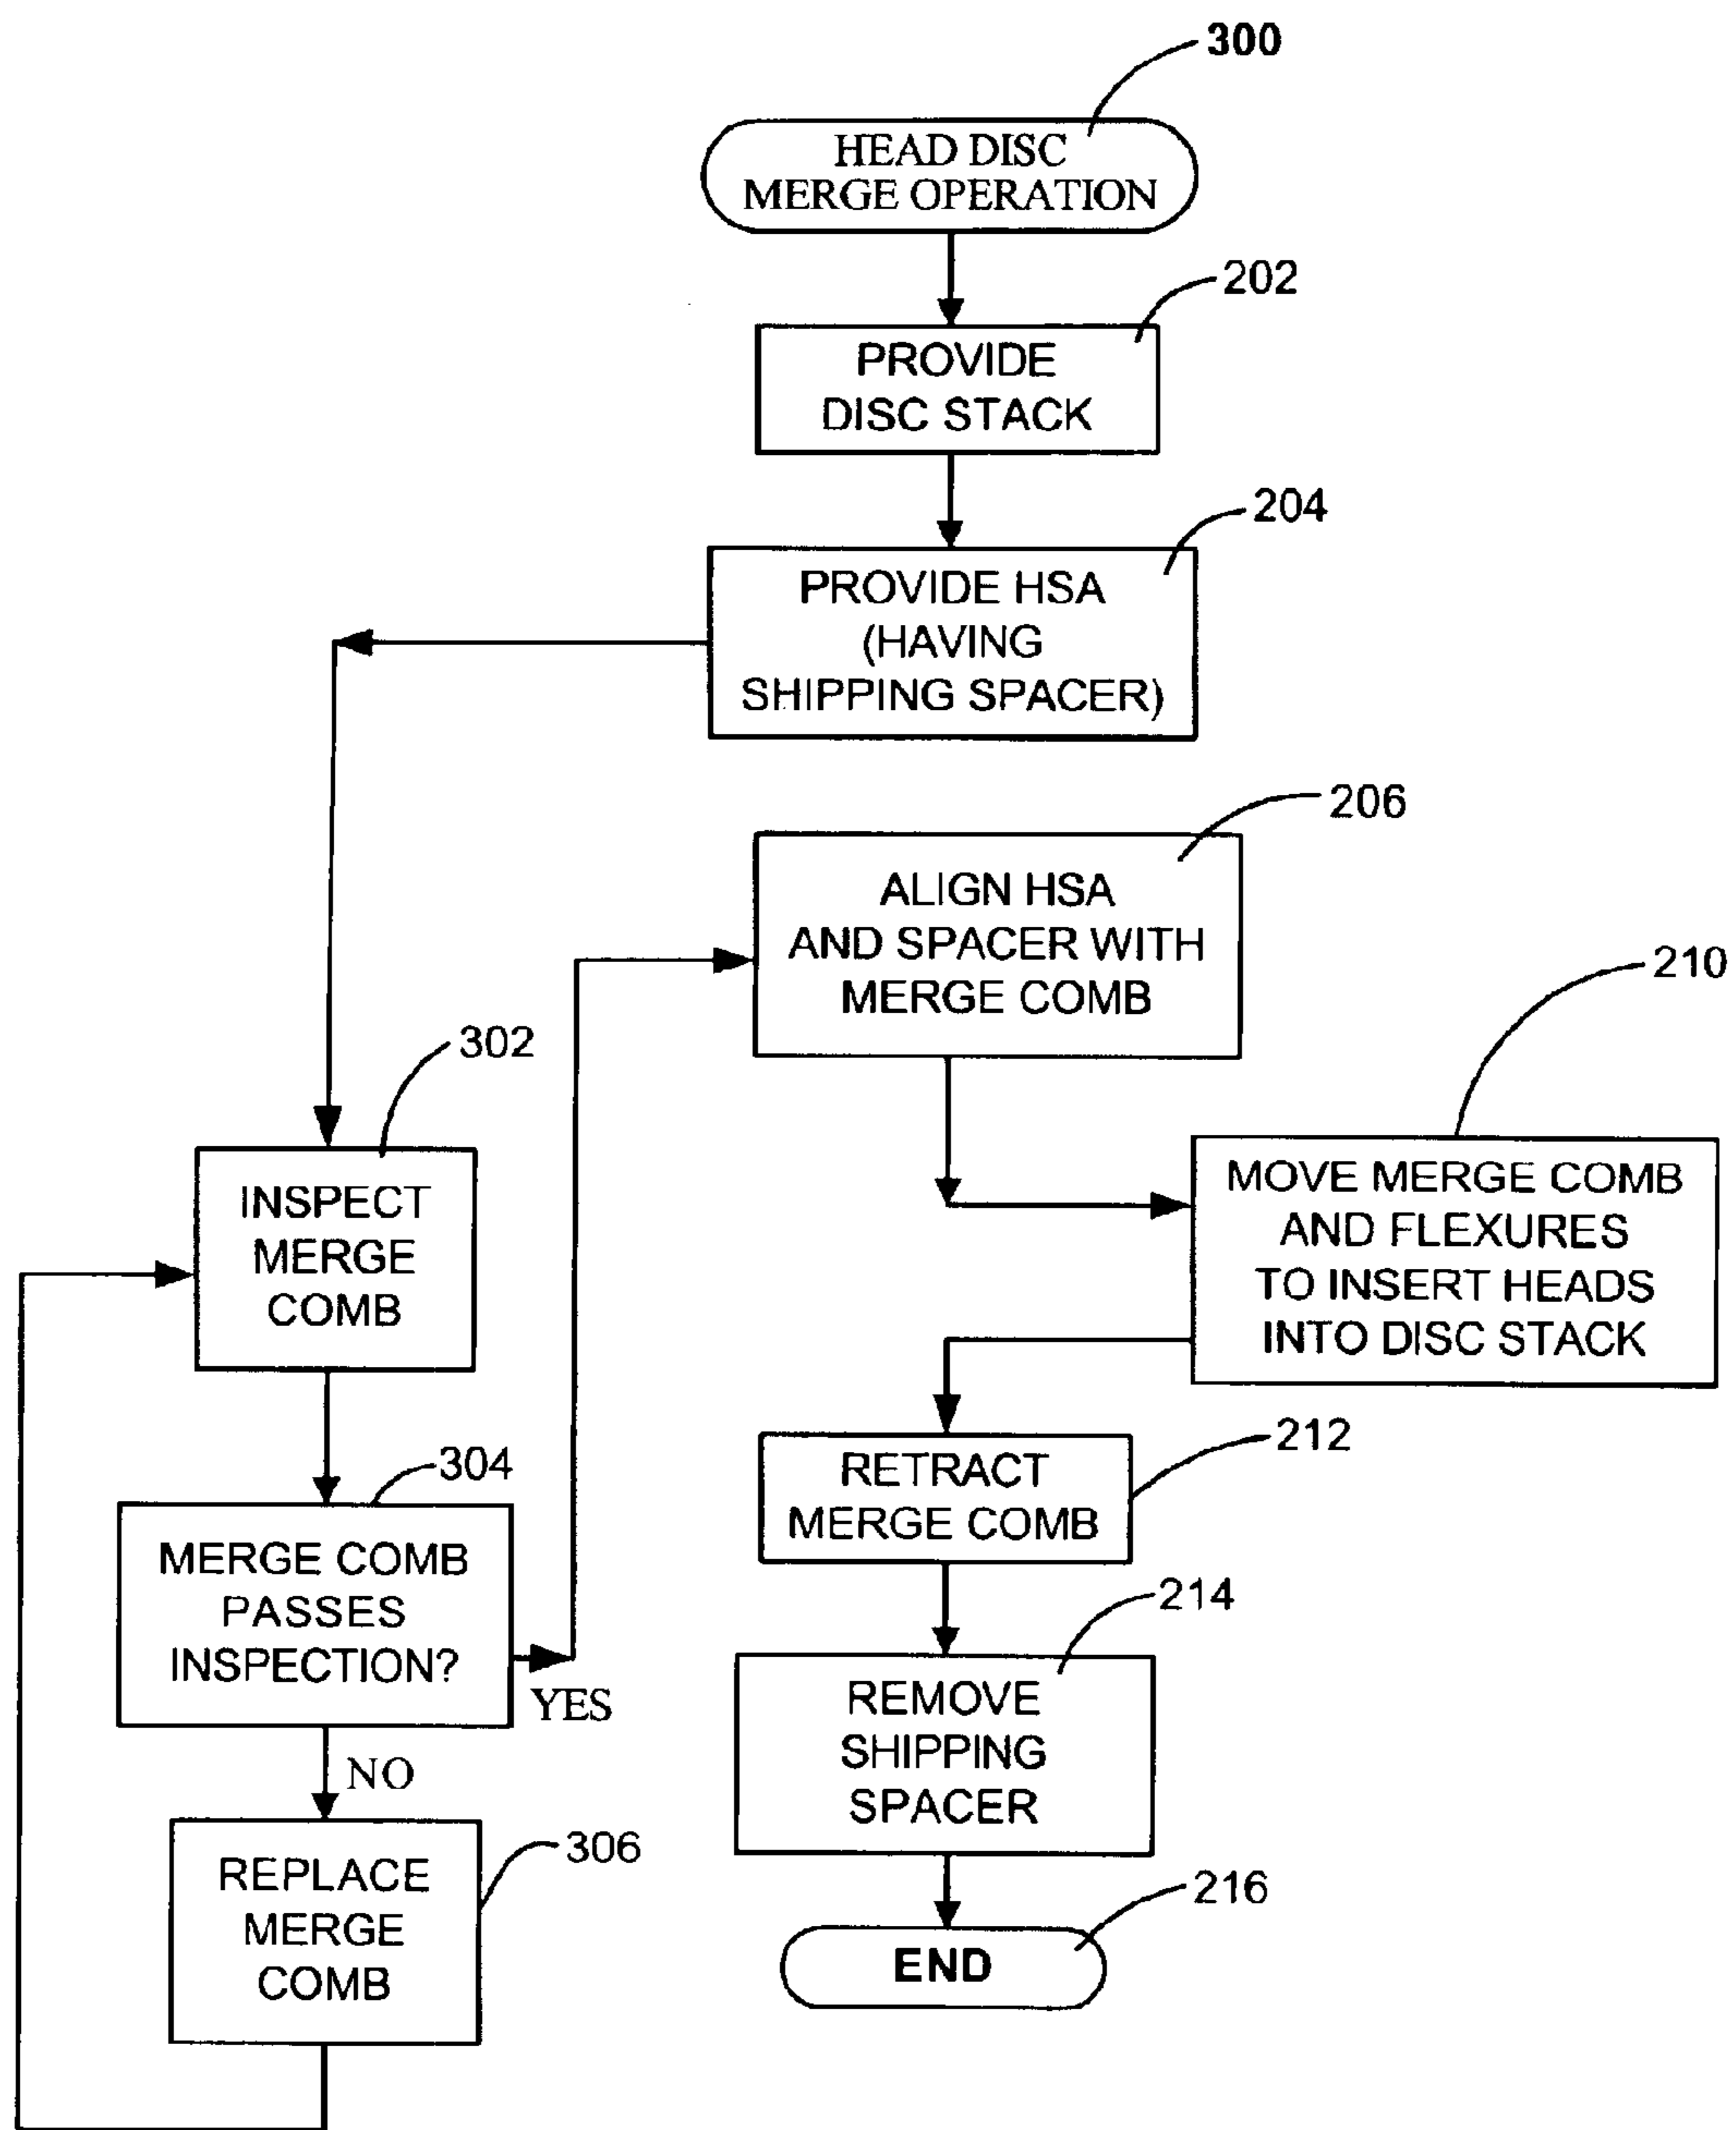 300
HEAD DISC
MERGE OPERATION
202
PROVIDE
DISC STACK
204
PROVIDE HSA
(HAVING
SHIPPING SPACER)
206
ALIGN HSA
AND SPACER WITH
MERGE COMB
210
MOVE MERGE COMB
AND FLEXURES
TO INSERT HEADS
INTO DISC STACK
302
INSPECT
MERGE
COMB
304
MERGE COMB
PASSES
INSPECTION?
YES
NO
306
REPLACE
MERGE
COMB
212
RETRACT
MERGE COMB
214
REMOVE
SHIPPING
SPACER
216
END